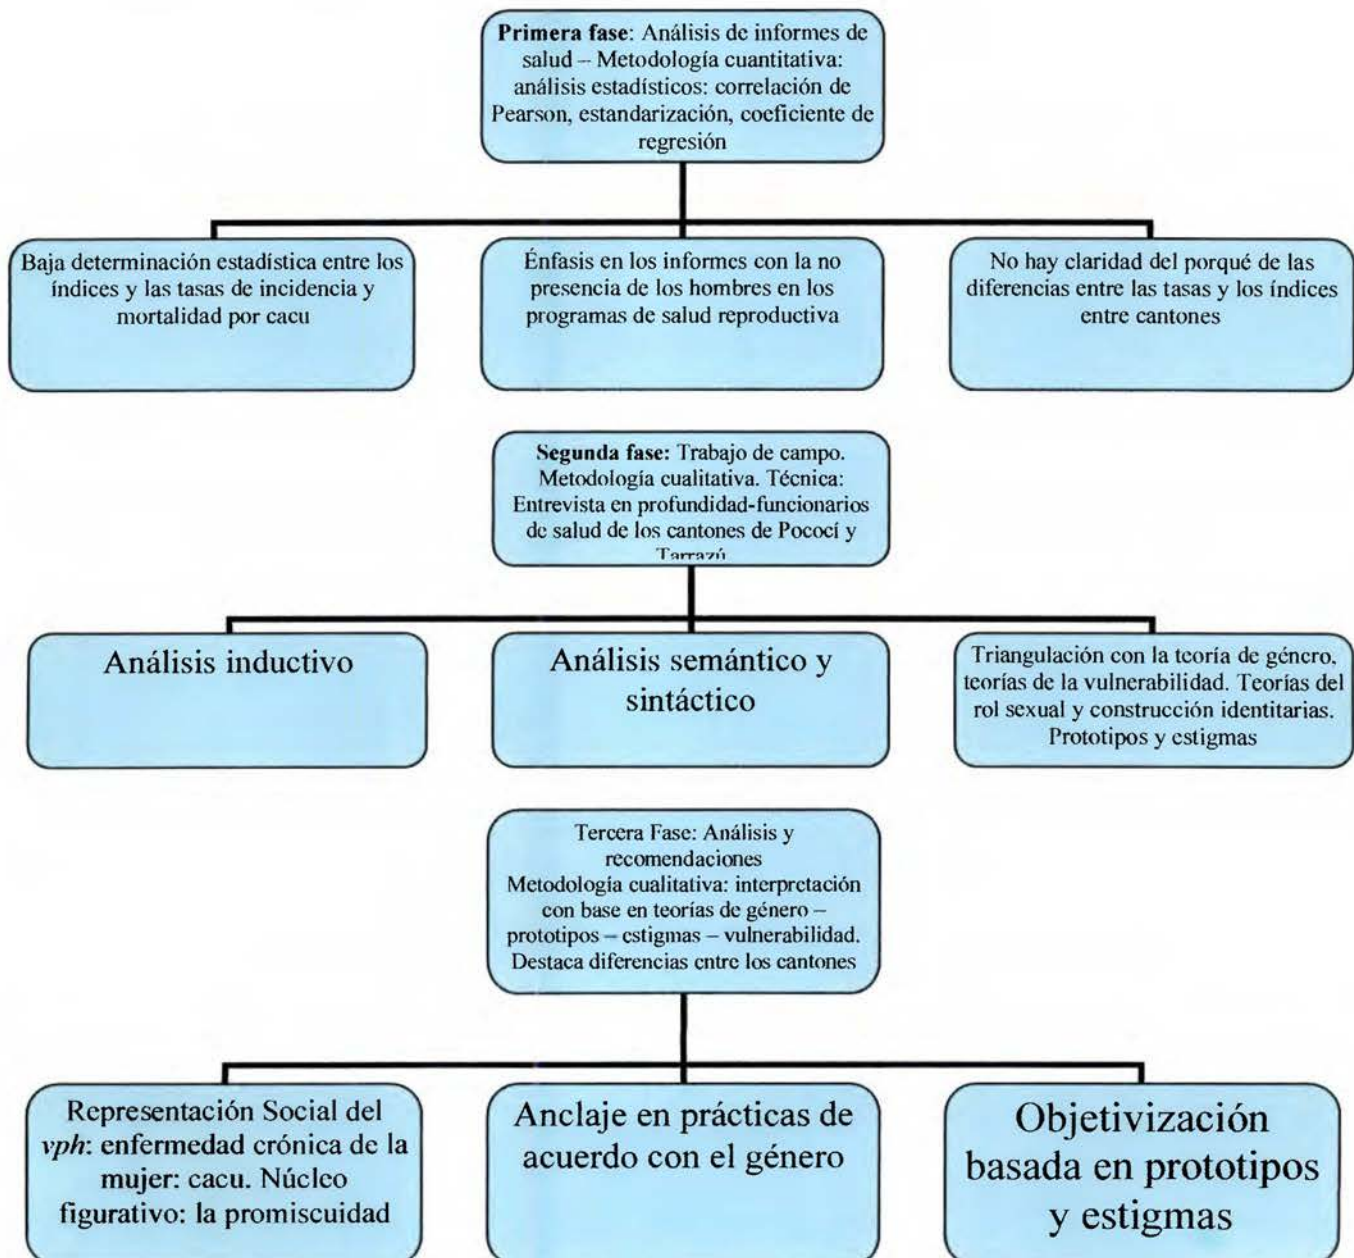 Primera fase: Análisis de informes de
salud – Metodología cuantitativa:
análisis estadísticos: correlación de
Pearson, estandarización, coeficiente de
regresión
Baja determinación estadística entre los
índices y las tasas de incidencia y
mortalidad por cacu
Énfasis en los informes con la no
presencia de los hombres en los
programas de salud reproductiva
No hay claridad del porqué de las
diferencias entre las tasas y los índices
entre cantones
Segunda fase: Trabajo de campo.
Metodología cualitativa. Técnica:
Entrevista en profundidad-funcionarios
de salud de los cantones de Pococí y
Tarrazú
Análisis inductivo
Análisis semántico y
sintáctico
Triangulación con la teoría de género,
teorías de la vulnerabilidad. Teorías del
rol sexual y construcción identitarias.
Prototipos y estigmas
Tercera Fase: Análisis y
recomendaciones
Metodología cualitativa: interpretación
con base en teorías de género –
prototipos – estigmas – vulnerabilidad.
Destaca diferencias entre los cantones
Representación Social del
vph: enfermedad crónica de la
mujer: cacu. Núcleo
figurativo: la promiscuidad
Anclaje en prácticas de
acuerdo con el género
Objetivización
basada en prototipos
y estigmas